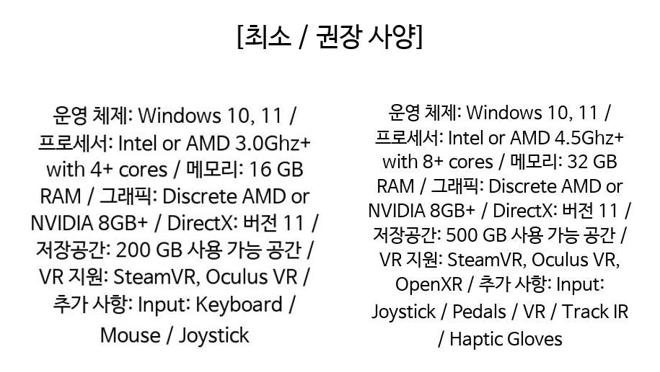 [최소 / 권장 사양]
운영 체제: Windows 10, 11 /
프로세서: Intel or AMD 3.0Ghz+
with 4+ cores / 메모리: 16 GB
RAM / 그래픽: Discrete AMD or
NVIDIA 8GB+ / DirectX: 버전 11 /
저장공간: 200 GB 사용 가능 공간 /
VR 지원: SteamVR, Oculus VR /
추가 사항: Input: Keyboard /
Mouse / Joystick
운영 체제: Windows 10, 11 /
프로세서: Intel or AMD 4.5Ghz+
with 8+ cores / 메모리: 32 GB
RAM / 그래픽: Discrete AMD or
NVIDIA 8GB+ / DirectX: 버전 11 /
저장공간: 500 GB 사용 가능 공간 /
VR 지원: SteamVR, Oculus VR,
OpenXR / 추가 사항: Input:
Joystick / Pedals / VR / Track IR
/ Haptic Gloves